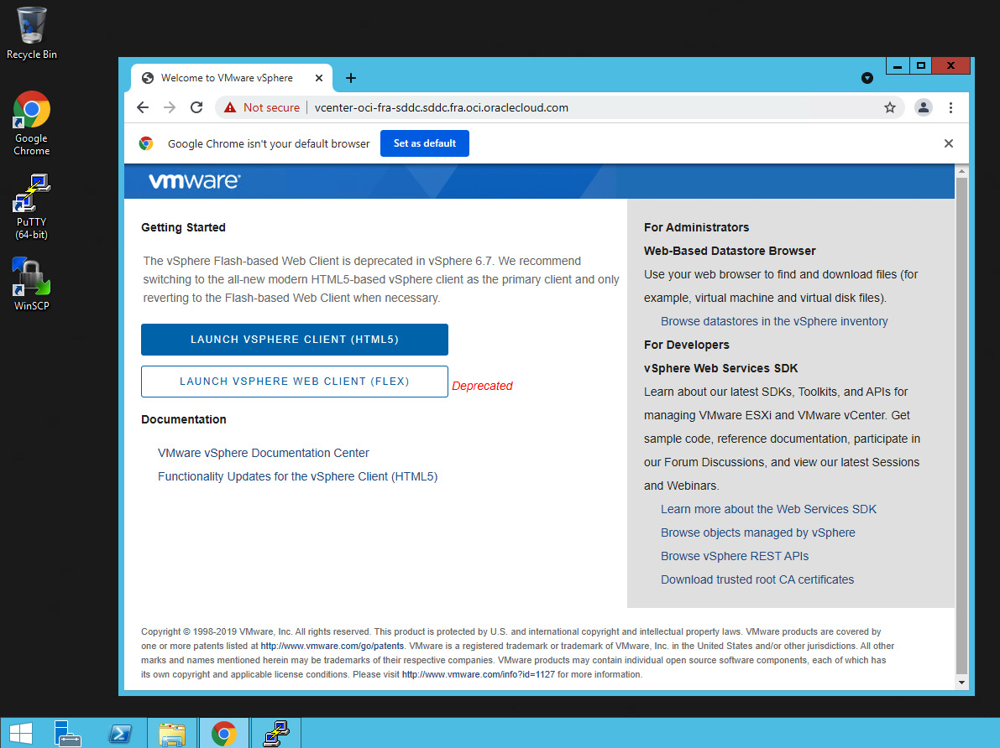 Recycle Bin
Google
Chrome
PuTTY
(64-bit)
WinSCP
Welcome to VMware vSphere
Not secure
vcenter-oci-fra-sddc.sddc.fra.oci.oraclecloud.com
Google Chrome isn't your default browser
Set as default
vmware®
Getting Started
The vSphere Flash-based Web Client is deprecated in vSphere 6.7. We recommend
switching to the all-new modern HTML5-based vSphere client as the primary client and only
reverting to the Flash-based Web Client when necessary.
LAUNCH VSPHERE CLIENT (HTML5)
LAUNCH VSPHERE WEB CLIENT (FLEX)
Deprecated
Documentation
VMware vSphere Documentation Center
Functionality Updates for the vSphere Client (HTML5)
For Administrators
Web-Based Datastore Browser
Use your web browser to find and download files (for
example, virtual machine and virtual disk files).
Browse datastores in the vSphere inventory
For Developers
vSphere Web Services SDK
Learn about our latest SDKs, Toolkits, and APIs for
managing VMware ESXi and VMware vCenter. Get
sample code, reference documentation, participate in
our Forum Discussions, and view our latest Sessions
and Webinars.
Learn more about the Web Services SDK
Browse objects managed by vSphere
Browse vSphere REST APIs
Download trusted root CA certificates
Copyright © 1998-2019 VMware, Inc. All rights reserved. This product is protected by U.S. and international copyright and intellectual property laws. VMware products are covered by
one or more patents listed at http://www.vmware.com/go/patents. VMware is a registered trademark or trademark of VMware, Inc. in the United States and/or other jurisdictions. All other
marks and names mentioned herein may be trademarks of their respective companies. VMware products may contain individual open source software components, each of which has
its own copyright and applicable license conditions. Please visit http://www.vmware.com/info?id=1127 for more information.